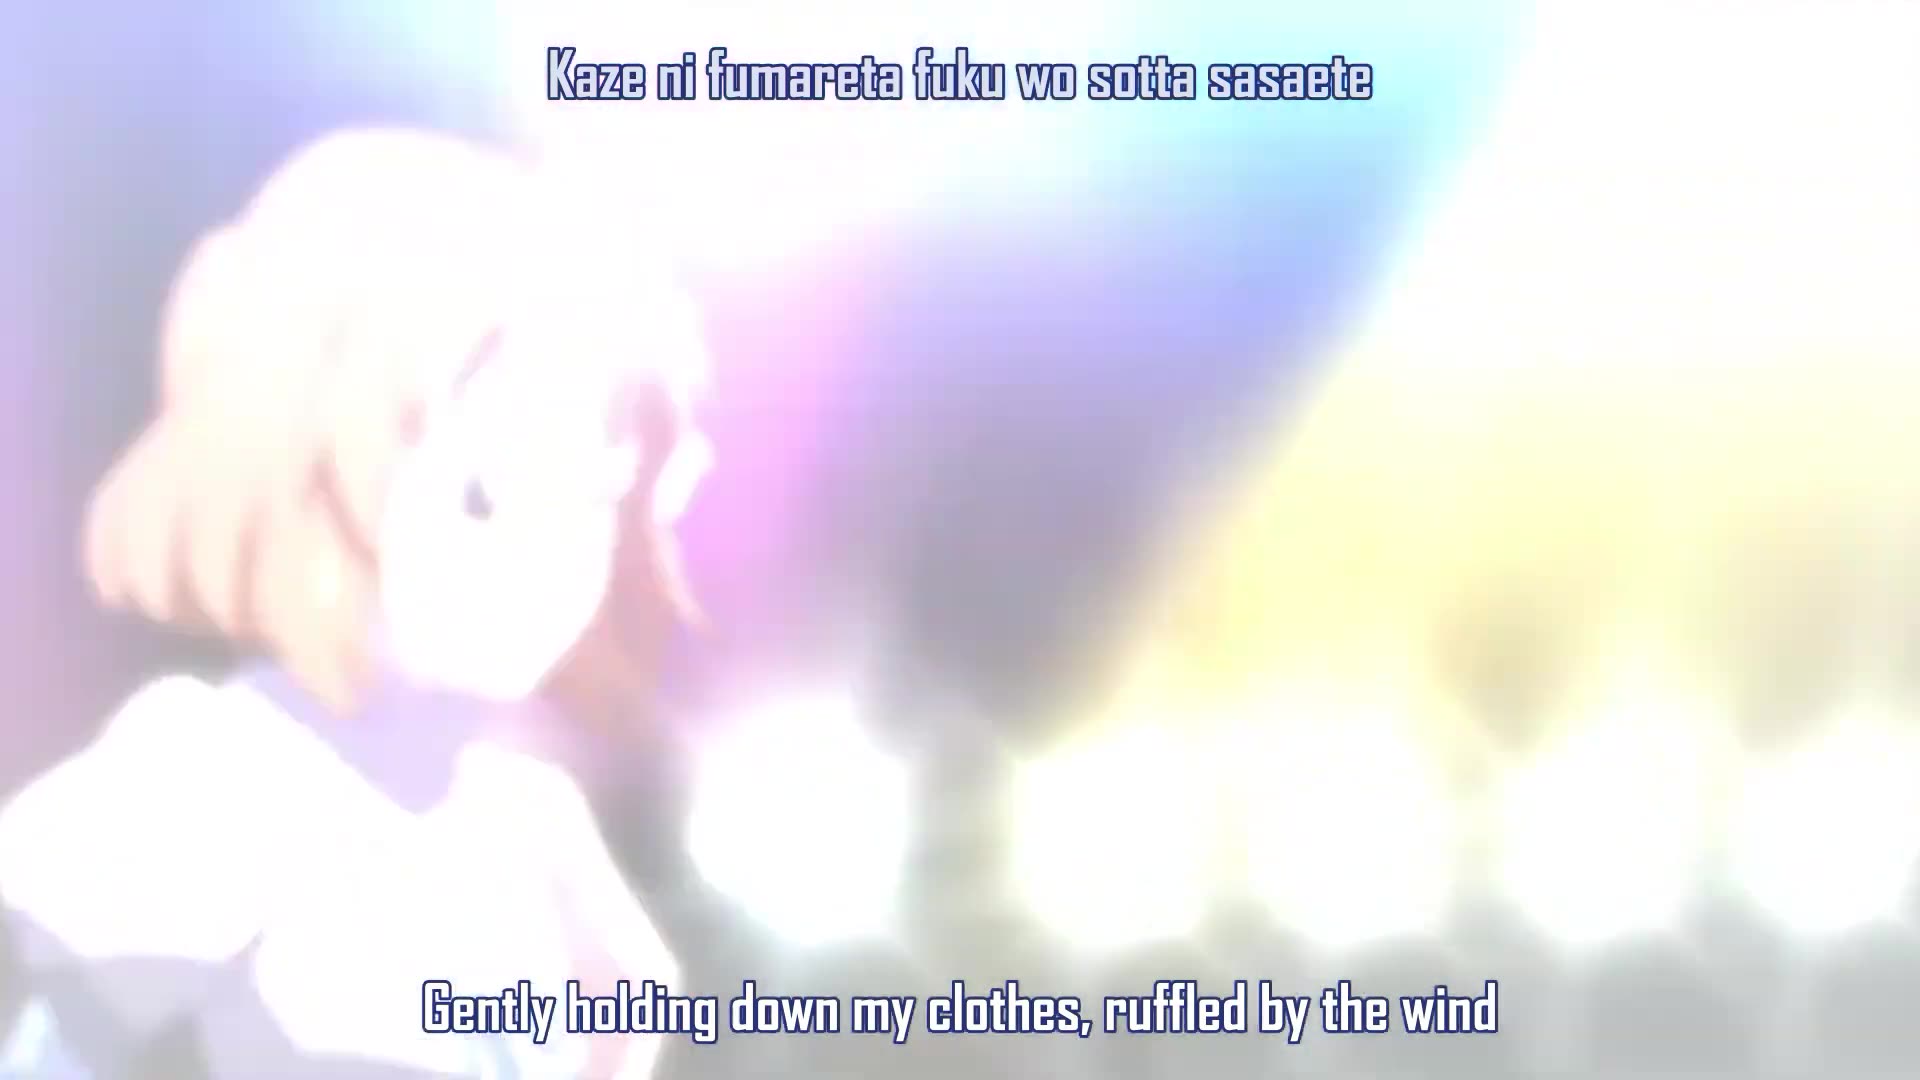 Kaze ni fumareta fuku wo sotta sasaete
Gently holding down my clothes, ruffled by the wind